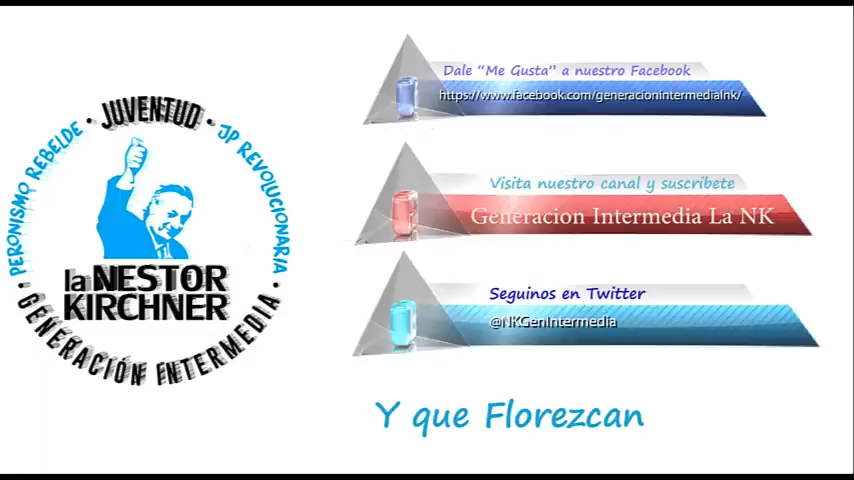 PERONISMO REBELDE · JUVENTUD · JP REVOLUCIONARIA
la NESTOR
KIRCHNER
· GENERACIÓN INTERMEDIA ·
Dale “Me Gusta” a nuestro Facebook
https://www.facebook.com/generacionintermedialnk/
Visita nuestro canal y suscribete
Generacion Intermedia La NK
Seguinos en Twitter
@NKGenIntermedia
Y que Florezcan